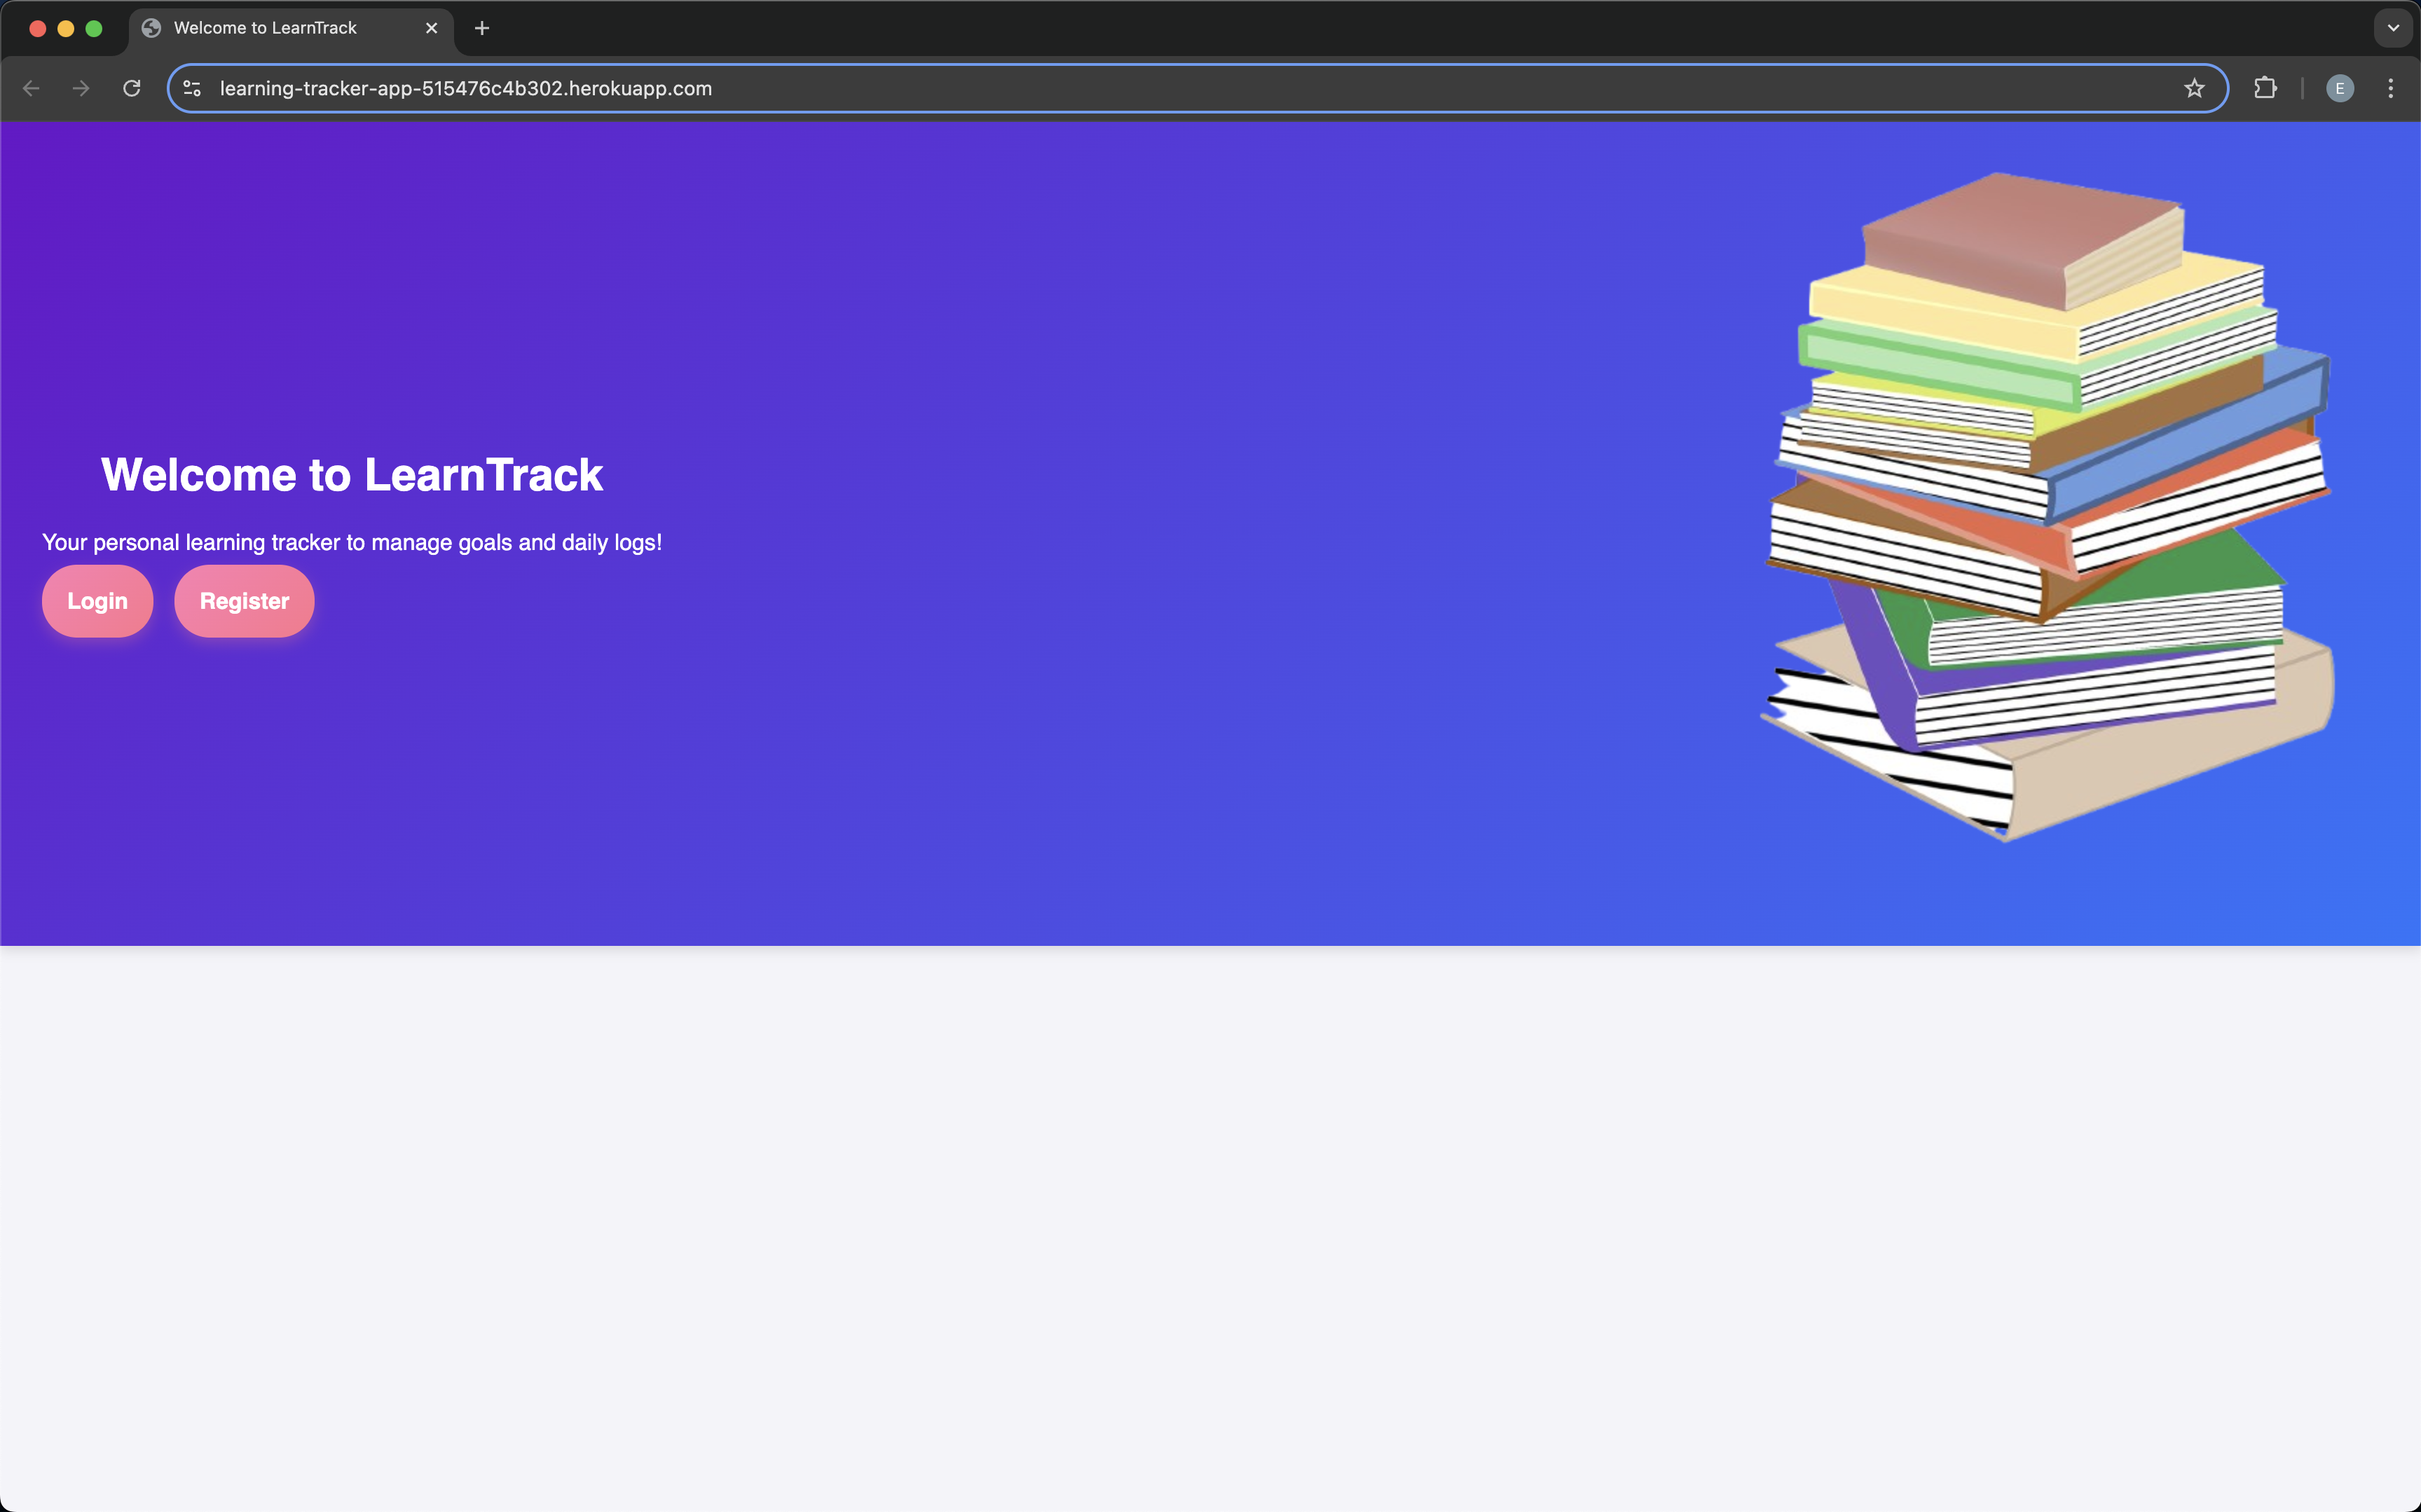 Welcome to LearnTrack
learning-tracker-app-515476c4b302.herokuapp.com
E
Welcome to LearnTrack
Your personal learning tracker to manage goals and daily logs!
Login
Register